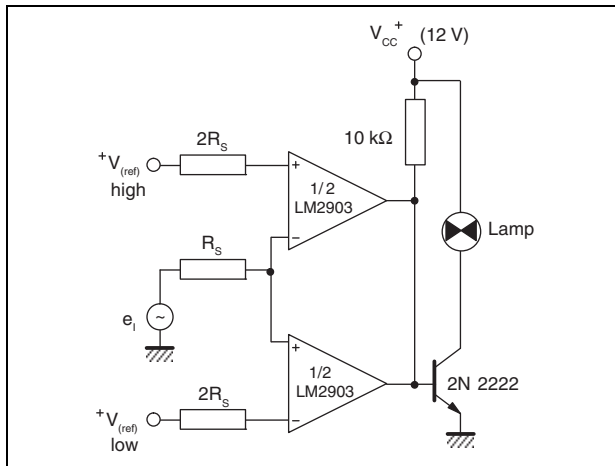 V_CC^+ (12 V)
2R_S
10 kΩ
+V_(ref)
high
+
1/2
LM2903
−
Lamp
R_S
e_I
~
+
1/2
LM2903
−
2N 2222
2R_S
+V_(ref)
low